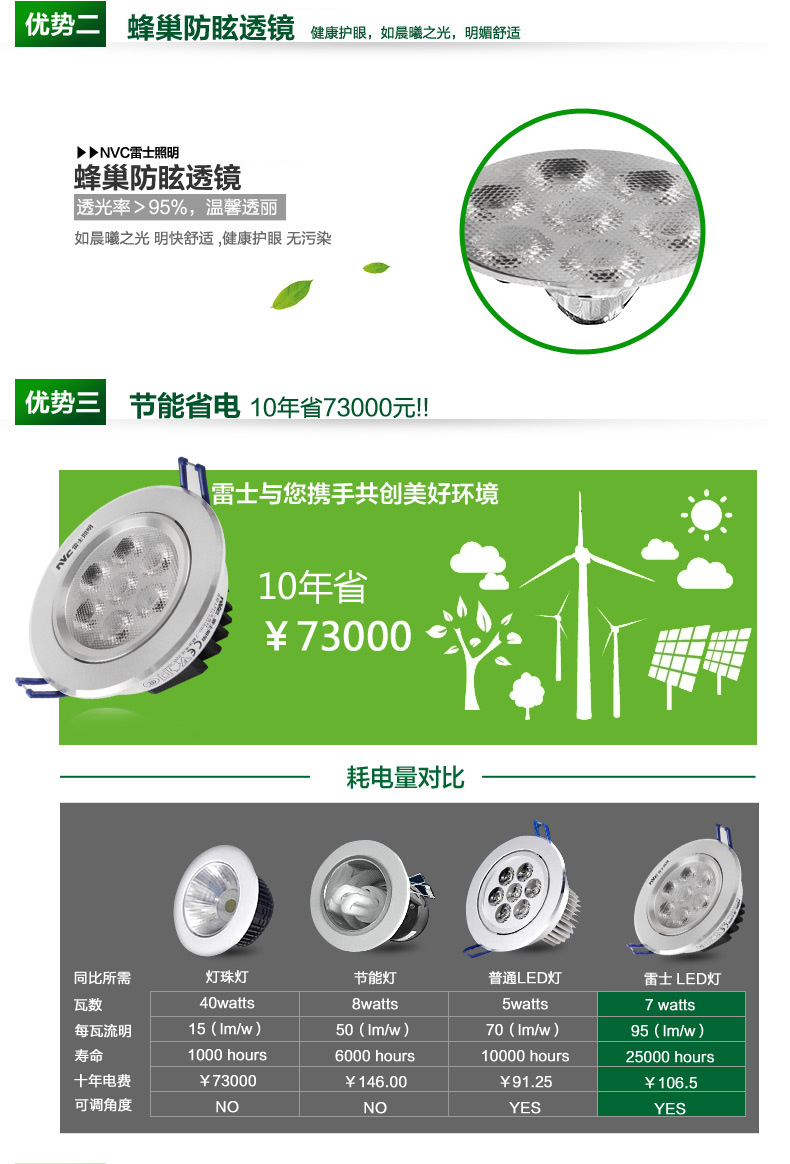 优势二 蜂巢防眩透镜 健康护眼，如晨曦之光，明媚舒适
▶▶NVC雷士照明
蜂巢防眩透镜
透光率＞95%，温馨透丽
如晨曦之光 明快舒适 ,健康护眼 无污染
优势三 节能省电 10年省73000元!!
雷士与您携手共创美好环境
10年省
￥73000
NVC 雷士照明
耗电量对比
同比所需 灯珠灯 节能灯 普通LED灯 雷士 LED灯
瓦数 40watts 8watts 5watts 7 watts
每瓦流明 15（lm/w） 50（lm/w） 70（lm/w） 95（lm/w）
寿命 1000 hours 6000 hours 10000 hours 25000 hours
十年电费 ￥73000 ￥146.00 ￥91.25 ￥106.5
可调角度 NO NO YES YES